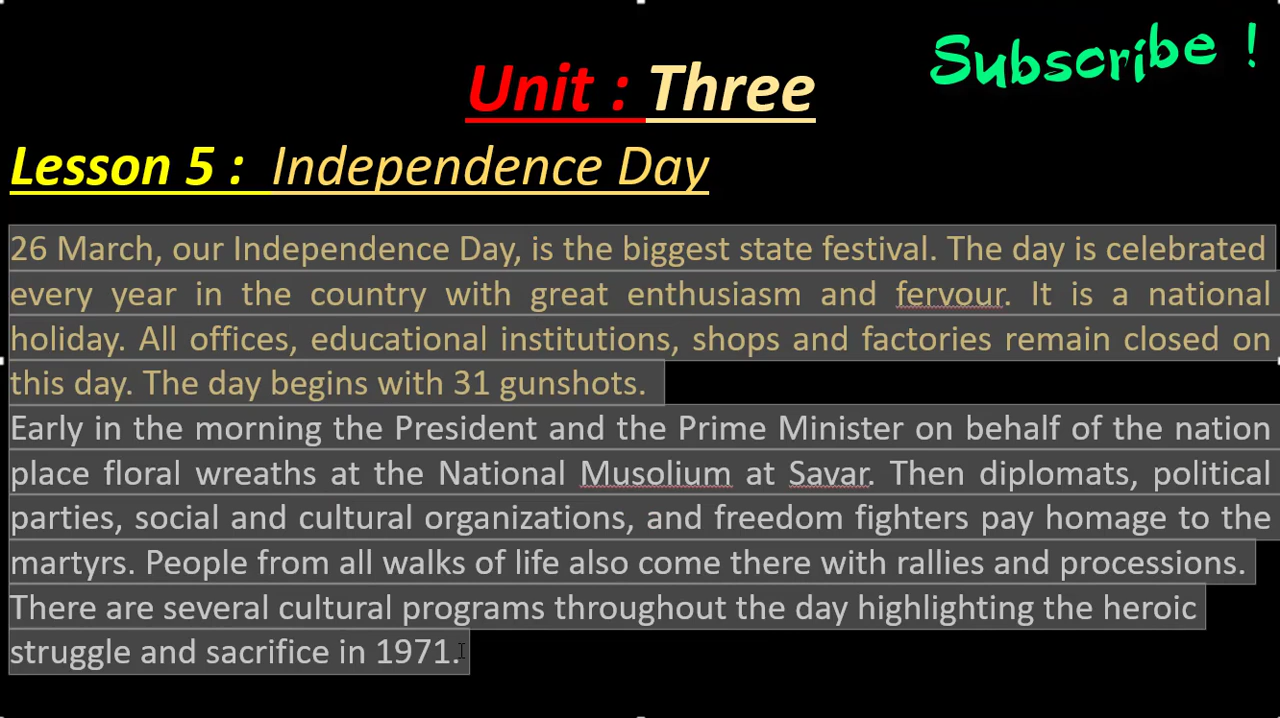 Subscribe !
Unit : Three
Lesson 5 : Independence Day
26 March, our Independence Day, is the biggest state festival. The day is celebrated
every year in the country with great enthusiasm and fervour. It is a national
holiday. All offices, educational institutions, shops and factories remain closed on
this day. The day begins with 31 gunshots.
Early in the morning the President and the Prime Minister on behalf of the nation
place floral wreaths at the National Musolium at Savar. Then diplomats, political
parties, social and cultural organizations, and freedom fighters pay homage to the
martyrs. People from all walks of life also come there with rallies and processions.
There are several cultural programs throughout the day highlighting the heroic
struggle and sacrifice in 1971.